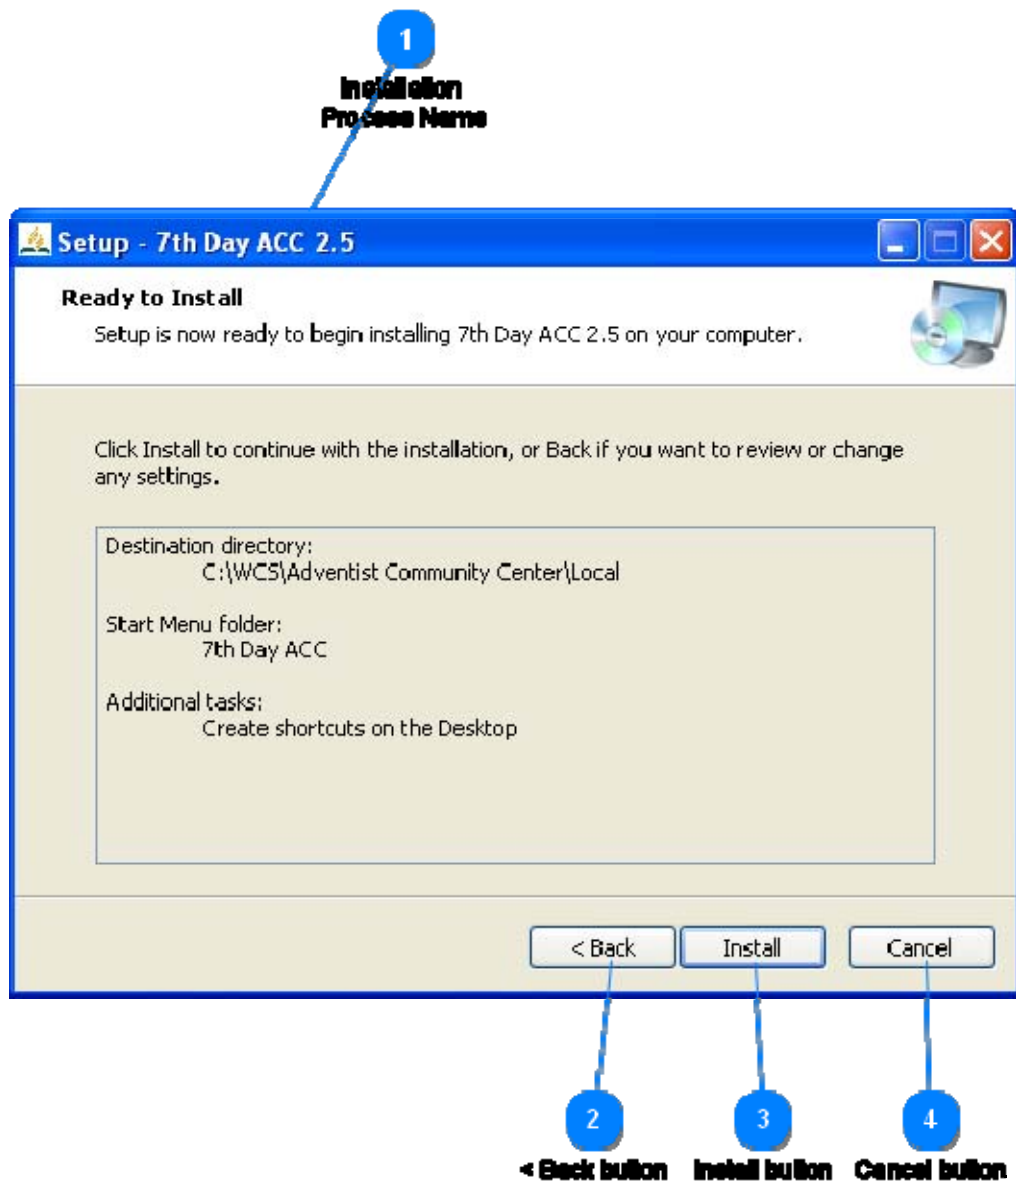 1
Installation
Process Name
Setup - 7th Day ACC 2.5
Ready to Install
Setup is now ready to begin installing 7th Day ACC 2.5 on your computer.
Click Install to continue with the installation, or Back if you want to review or change
any settings.
Destination directory:
C:\WCS\Adventist Community Center\Local
Start Menu folder:
7th Day ACC
Additional tasks:
Create shortcuts on the Desktop
< Back Install Cancel
2 3 4
< Back button Install button Cancel button